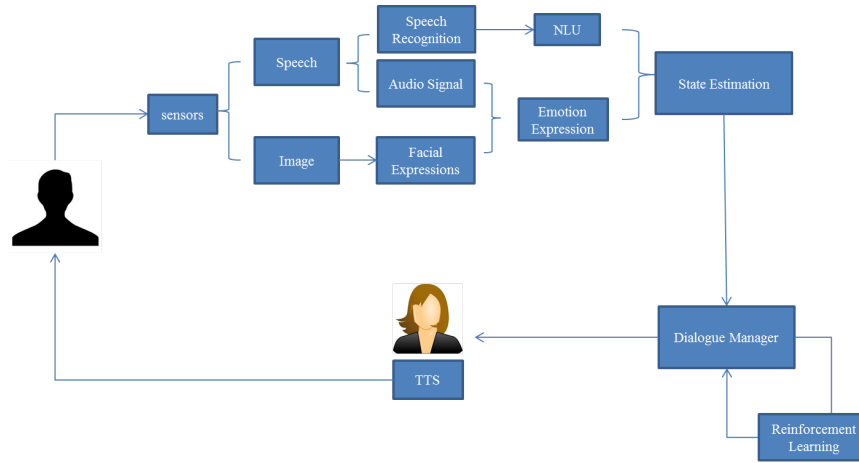 Speech
Recognition
NLU
Speech
State Estimation
Audio Signal
sensors
Emotion
Expression
Image
Facial
Expressions
Dialogue Manager
TTS
Reinforcement
Learning